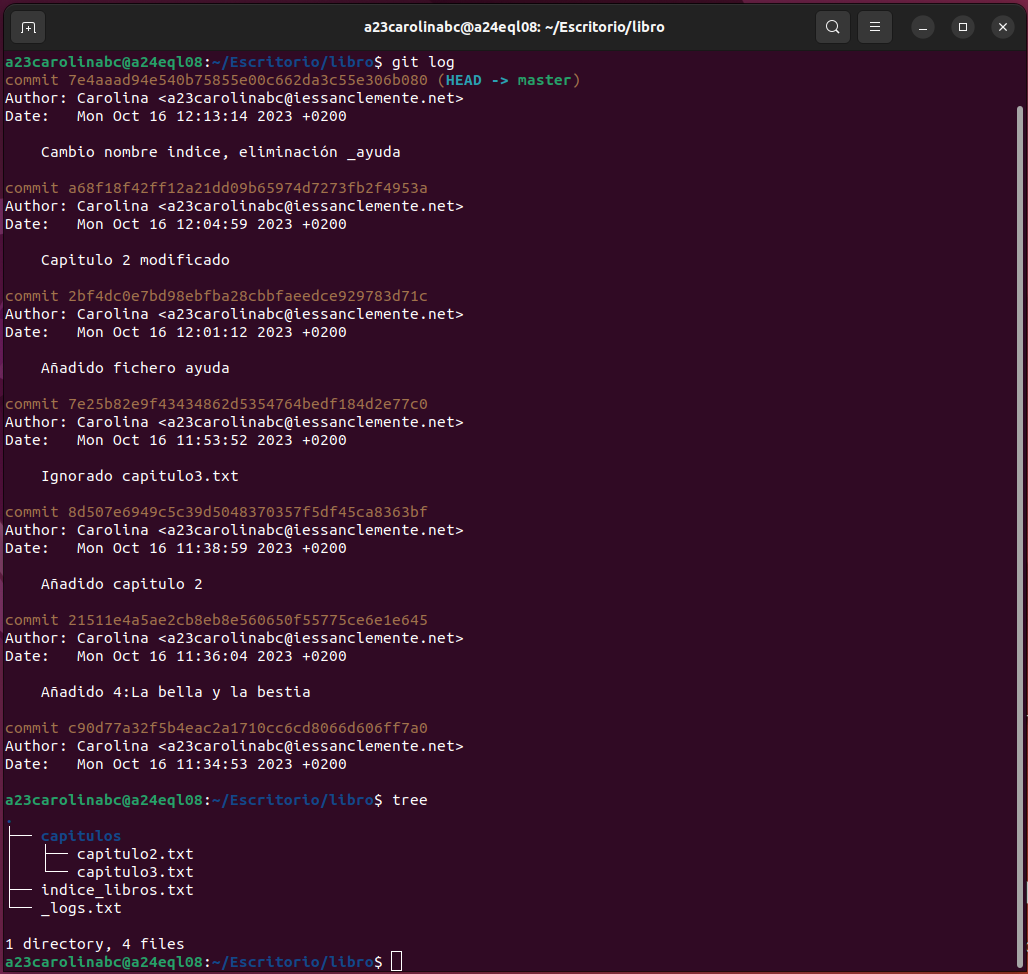 a23carolinabc@a24eql08: ~/Escritorio/libro
a23carolinabc@a24eql08:~/Escritorio/libro$ git log
commit 7e4aaad94e540b75855e00c662da3c55e306b080 (HEAD -> master)
Author: Carolina <a23carolinabc@iessanclemente.net>
Date:   Mon Oct 16 12:13:14 2023 +0200
    Cambio nombre indice, eliminación _ayuda
commit a68f18f42ff12a21dd09b65974d7273fb2f4953a
Author: Carolina <a23carolinabc@iessanclemente.net>
Date:   Mon Oct 16 12:04:59 2023 +0200
    Capitulo 2 modificado
commit 2bf4dc0e7bd98ebfba28cbbfaeedce929783d71c
Author: Carolina <a23carolinabc@iessanclemente.net>
Date:   Mon Oct 16 12:01:12 2023 +0200
    Añadido fichero ayuda
commit 7e25b82e9f43434862d5354764bedf184d2e77c0
Author: Carolina <a23carolinabc@iessanclemente.net>
Date:   Mon Oct 16 11:53:52 2023 +0200
    Ignorado capitulo3.txt
commit 8d507e6949c5c39d5048370357f5df45ca8363bf
Author: Carolina <a23carolinabc@iessanclemente.net>
Date:   Mon Oct 16 11:38:59 2023 +0200
    Añadido capitulo 2
commit 21511e4a5ae2cb8eb8e560650f55775ce6e1e645
Author: Carolina <a23carolinabc@iessanclemente.net>
Date:   Mon Oct 16 11:36:04 2023 +0200
    Añadido 4:La bella y la bestia
commit c90d77a32f5b4eac2a1710cc6cd8066d606ff7a0
Author: Carolina <a23carolinabc@iessanclemente.net>
Date:   Mon Oct 16 11:34:53 2023 +0200
a23carolinabc@a24eql08:~/Escritorio/libro$ tree
.
├── capitulos
│   ├── capitulo2.txt
│   └── capitulo3.txt
├── indice_libros.txt
└── _logs.txt
1 directory, 4 files
a23carolinabc@a24eql08:~/Escritorio/libro$